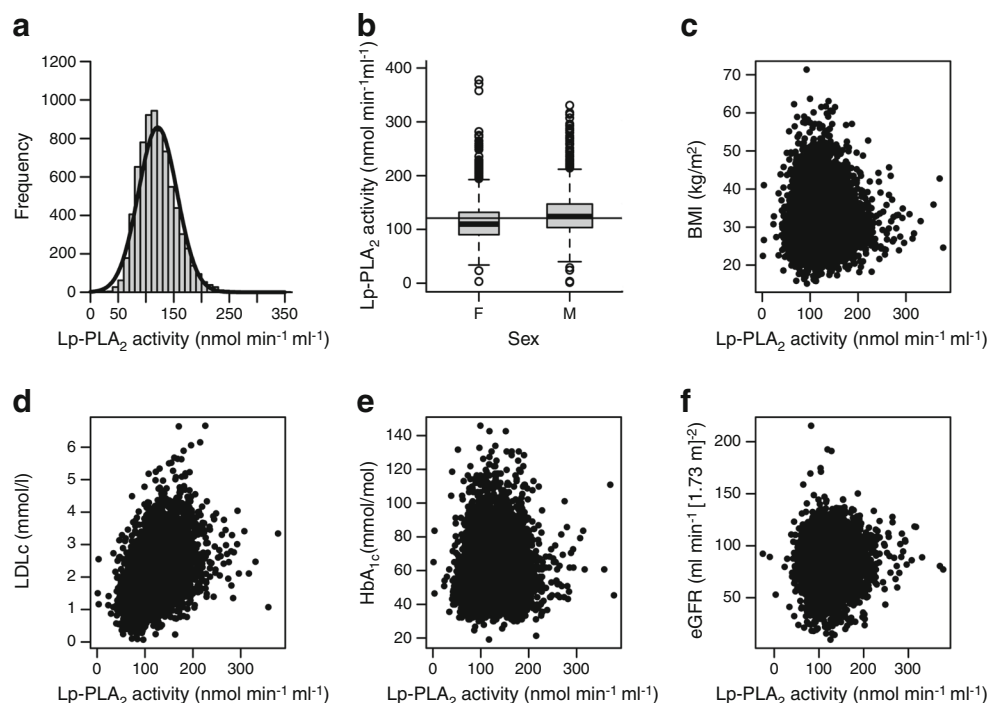 a
1200
1000
800
600
400
200
0
Frequency
0 50 150 250 350
Lp-PLA2 activity (nmol min-1 ml-1)
b
400
300
200
100
0
Lp-PLA2 activity (nmol min-1ml-1)
F M
Sex
c
70
60
50
40
30
20
BMI (kg/m2)
0 100 200 300
Lp-PLA2 activity (nmol min-1 ml-1)
d
6
5
4
3
2
1
0
LDLc (mmol/l)
0 100 200 300
Lp-PLA2 activity (nmol min-1 ml-1)
e
140
120
100
80
60
40
20
HbA1c(mmol/mol)
0 100 200 300
Lp-PLA2 activity (nmol min-1 ml-1)
f
200
150
100
50
eGFR (ml min-1 [1.73 m]-2)
0 100 200 300
Lp-PLA2 activity (nmol min-1 ml-1)